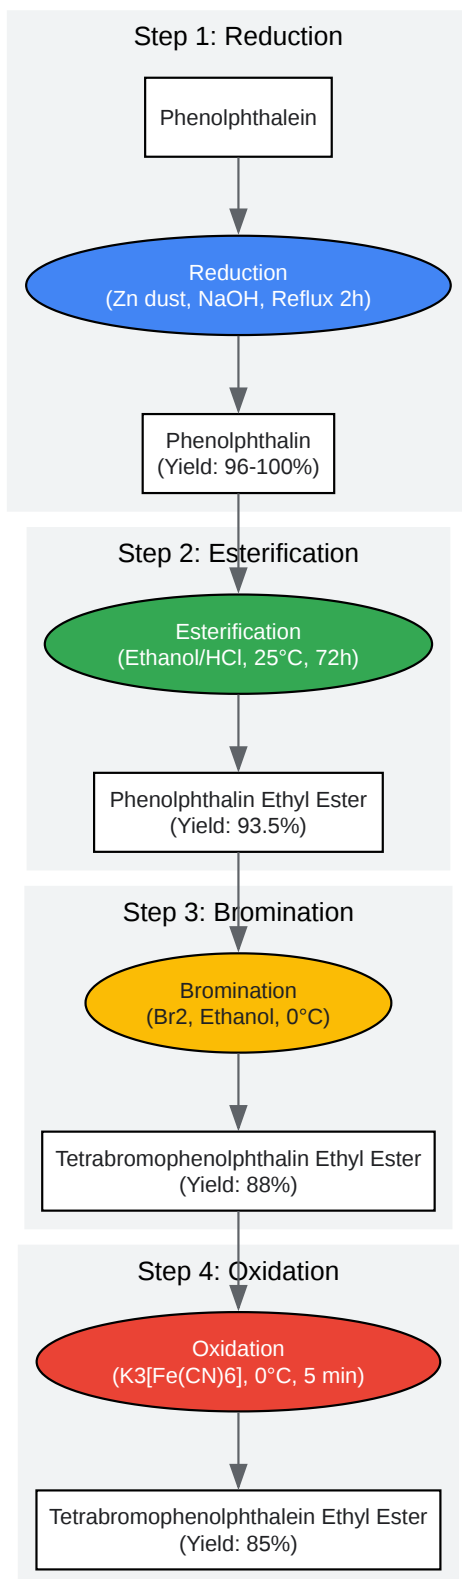 Step 1: Reduction
Phenolphthalein
Reduction
(Zn dust, NaOH, Reflux 2h)
Phenolphthalin
(Yield: 96-100%)
Step 2: Esterification
Esterification
(Ethanol/HCl, 25°C, 72h)
Phenolphthalin Ethyl Ester
(Yield: 93.5%)
Step 3: Bromination
Bromination
(Br2, Ethanol, 0°C)
Tetrabromophenolphthalin Ethyl Ester
(Yield: 88%)
Step 4: Oxidation
Oxidation
(K3[Fe(CN)6], 0°C, 5 min)
Tetrabromophenolphthalein Ethyl Ester
(Yield: 85%)